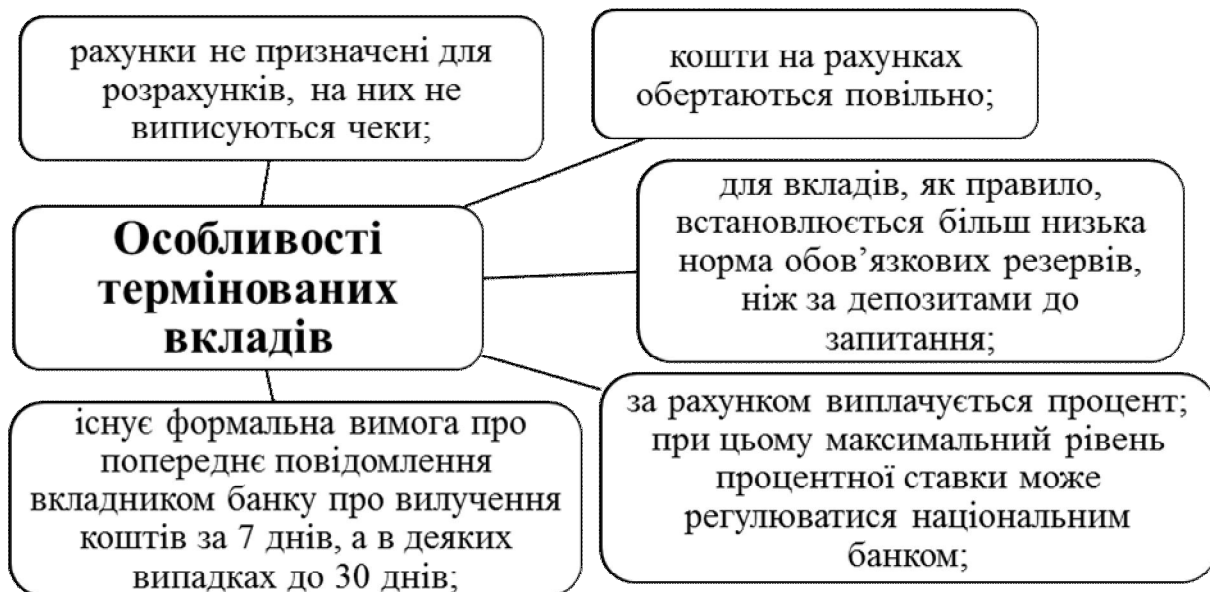 рахунки не призначені для
розрахунків, на них не
виписуються чеки;
кошти на рахунках
обертаються повільно;
Особливості
термінованих
вкладів
для вкладів, як правило,
встановлюється більш низька
норма обов’язкових резервів,
ніж за депозитами до
запитання;
існує формальна вимога про
попереднє повідомлення
вкладником банку про вилучення
коштів за 7 днів, а в деяких
випадках до 30 днів;
за рахунком виплачується процент;
при цьому максимальний рівень
процентної ставки може
регулюватися національним
банком;